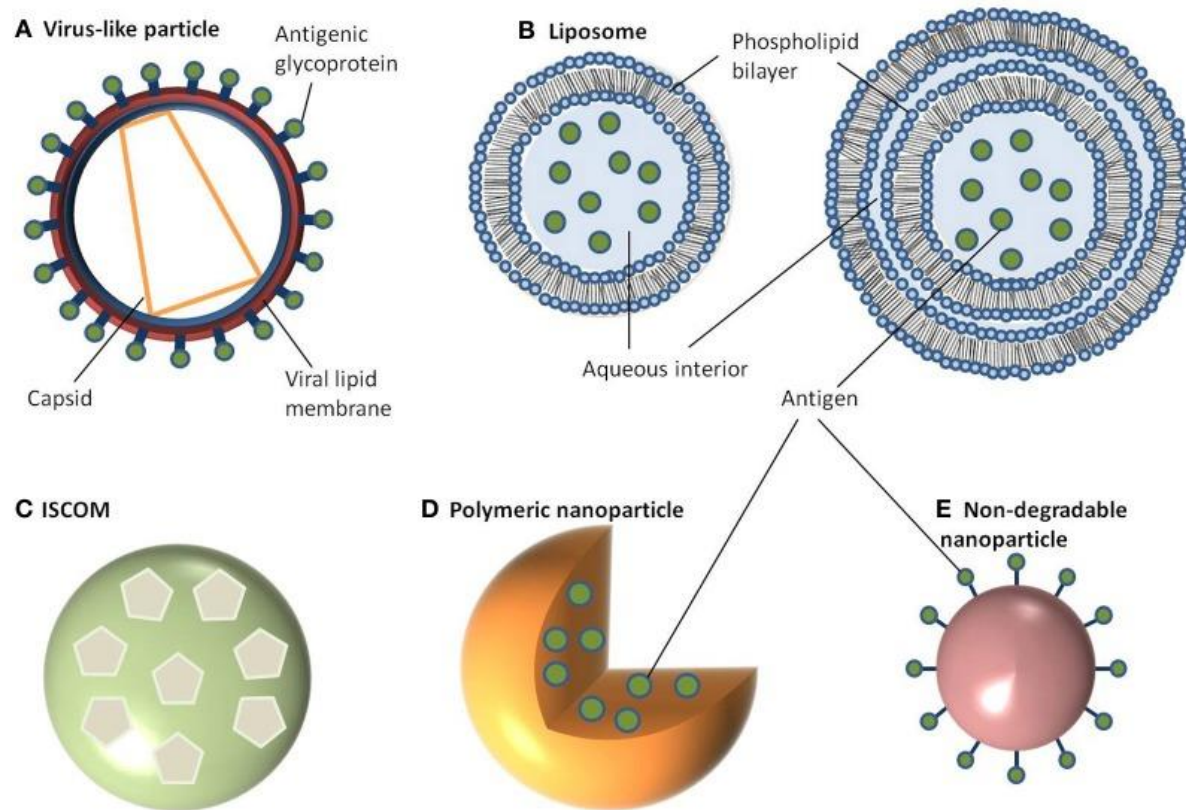 A Virus-like particle
Antigenic
glycoprotein
Capsid
Viral lipid
membrane
B Liposome
Phospholipid
bilayer
Aqueous interior
Antigen
C ISCOM
D Polymeric nanoparticle
E Non-degradable
nanoparticle